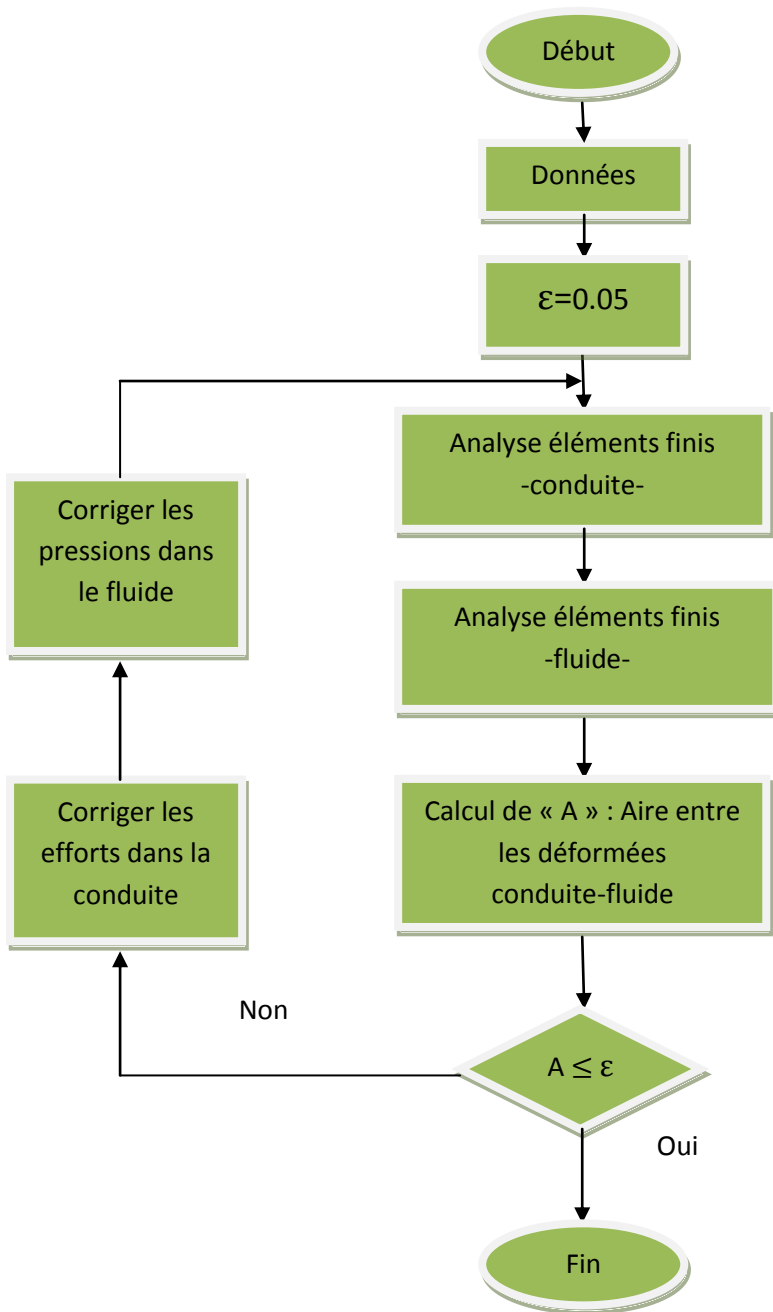 Début
Données
ε=0.05
Analyse éléments finis
-conduite-
Corriger les
pressions dans
le fluide
Analyse éléments finis
-fluide-
Corriger les
efforts dans la
conduite
Calcul de « A » : Aire entre
les déformées
conduite-fluide
Non
A ≤ ε
Oui
Fin